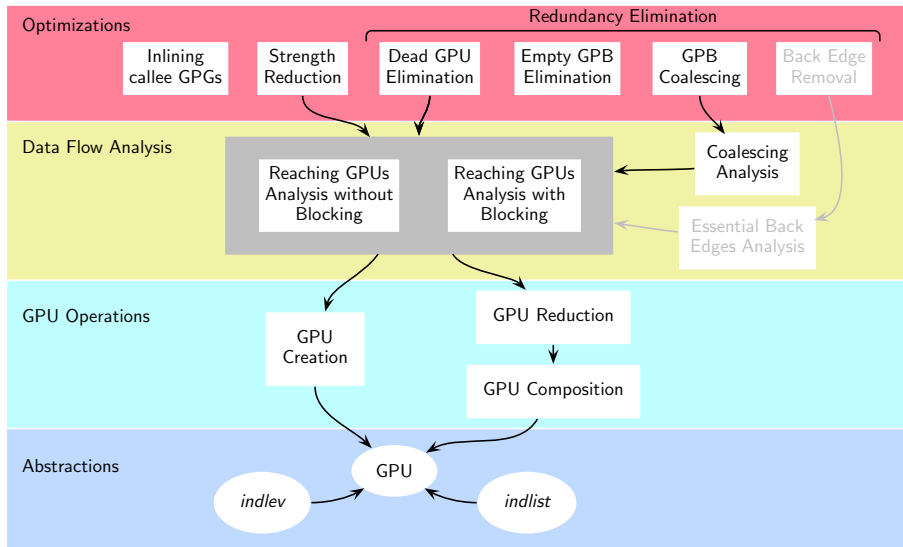 Redundancy Elimination
Optimizations
Inlining
callee GPGs
Strength
Reduction
Dead GPU
Elimination
Empty GPB
Elimination
GPB
Coalescing
Back Edge
Removal
Data Flow Analysis
Reaching GPUs
Analysis without
Blocking
Reaching GPUs
Analysis with
Blocking
Coalescing
Analysis
Essential Back
Edges Analysis
GPU Operations
GPU
Creation
GPU Reduction
GPU Composition
Abstractions
GPU
indlev
indlist